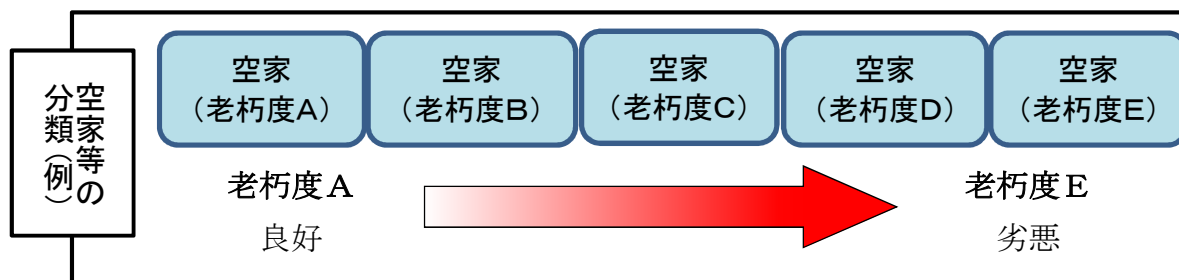 空家等の
分類(例)
空家
(老朽度A)
空家
(老朽度B)
空家
(老朽度C)
空家
(老朽度D)
空家
(老朽度E)
老朽度A
良好
老朽度E
劣悪